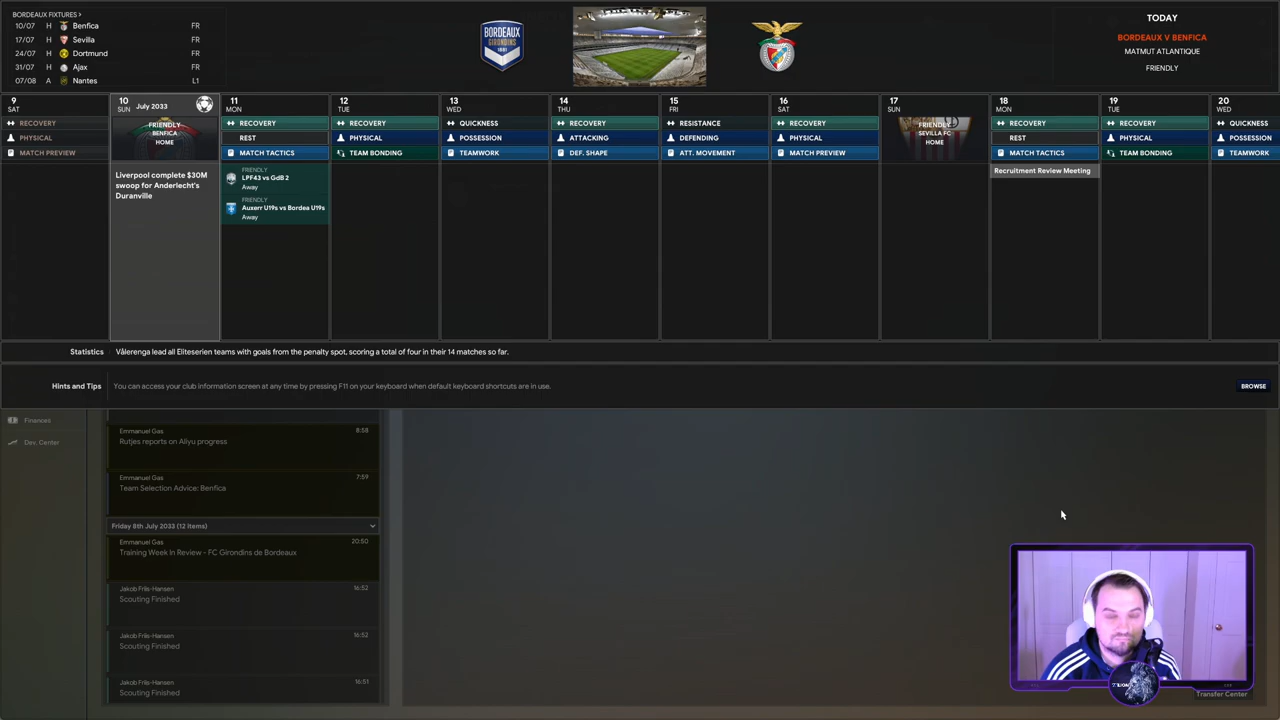 BORDEAUX FIXTURES >
10/07 H Benfica FR
17/07 H Sevilla FR
24/07 H Dortmund FR
31/07 H Ajax FR
07/08 A Nantes L1
BORDEAUX
GIRONDINS
1881
TODAY
BORDEAUX V BENFICA
MATMUT ATLANTIQUE
FRIENDLY
9
SAT
RECOVERY
PHYSICAL
MATCH PREVIEW
10
SUN July 2033
FRIENDLY
BENFICA
HOME
Liverpool complete $30M
swoop for Anderlecht's
Duranville
11
MON
RECOVERY
REST
MATCH TACTICS
FRIENDLY
LPF43 vs GdB 2
Away
FRIENDLY
Auxerr U19s vs Bordea U19s
Away
12
TUE
RECOVERY
PHYSICAL
TEAM BONDING
13
WED
QUICKNESS
POSSESSION
TEAMWORK
14
THU
RECOVERY
ATTACKING
DEF. SHAPE
15
FRI
RESISTANCE
DEFENDING
ATT. MOVEMENT
16
SAT
RECOVERY
PHYSICAL
MATCH PREVIEW
17
SUN
FRIENDLY
SEVILLA FC
HOME
18
MON
RECOVERY
REST
MATCH TACTICS
Recruitment Review Meeting
19
TUE
RECOVERY
PHYSICAL
TEAM BONDING
20
WED
QUICKNESS
POSSESSION
TEAMWORK
Statistics Vålerenga lead all Eliteserien teams with goals from the penalty spot, scoring a total of four in their 14 matches so far.
Hints and Tips You can access your club information screen at any time by pressing F11 on your keyboard when default keyboard shortcuts are in use.
BROWSE
Finances
Dev. Center
Emmanuel Gas 8:58
Rutjes reports on Aliyu progress
Emmanuel Gas 7:59
Team Selection Advice: Benfica
Friday 8th July 2033 (12 Items)
Emmanuel Gas 20:50
Training Week In Review - FC Girondins de Bordeaux
Jakob Friis-Hansen 16:52
Scouting Finished
Jakob Friis-Hansen 16:52
Scouting Finished
Jakob Friis-Hansen 16:51
Scouting Finished
Transfer Center